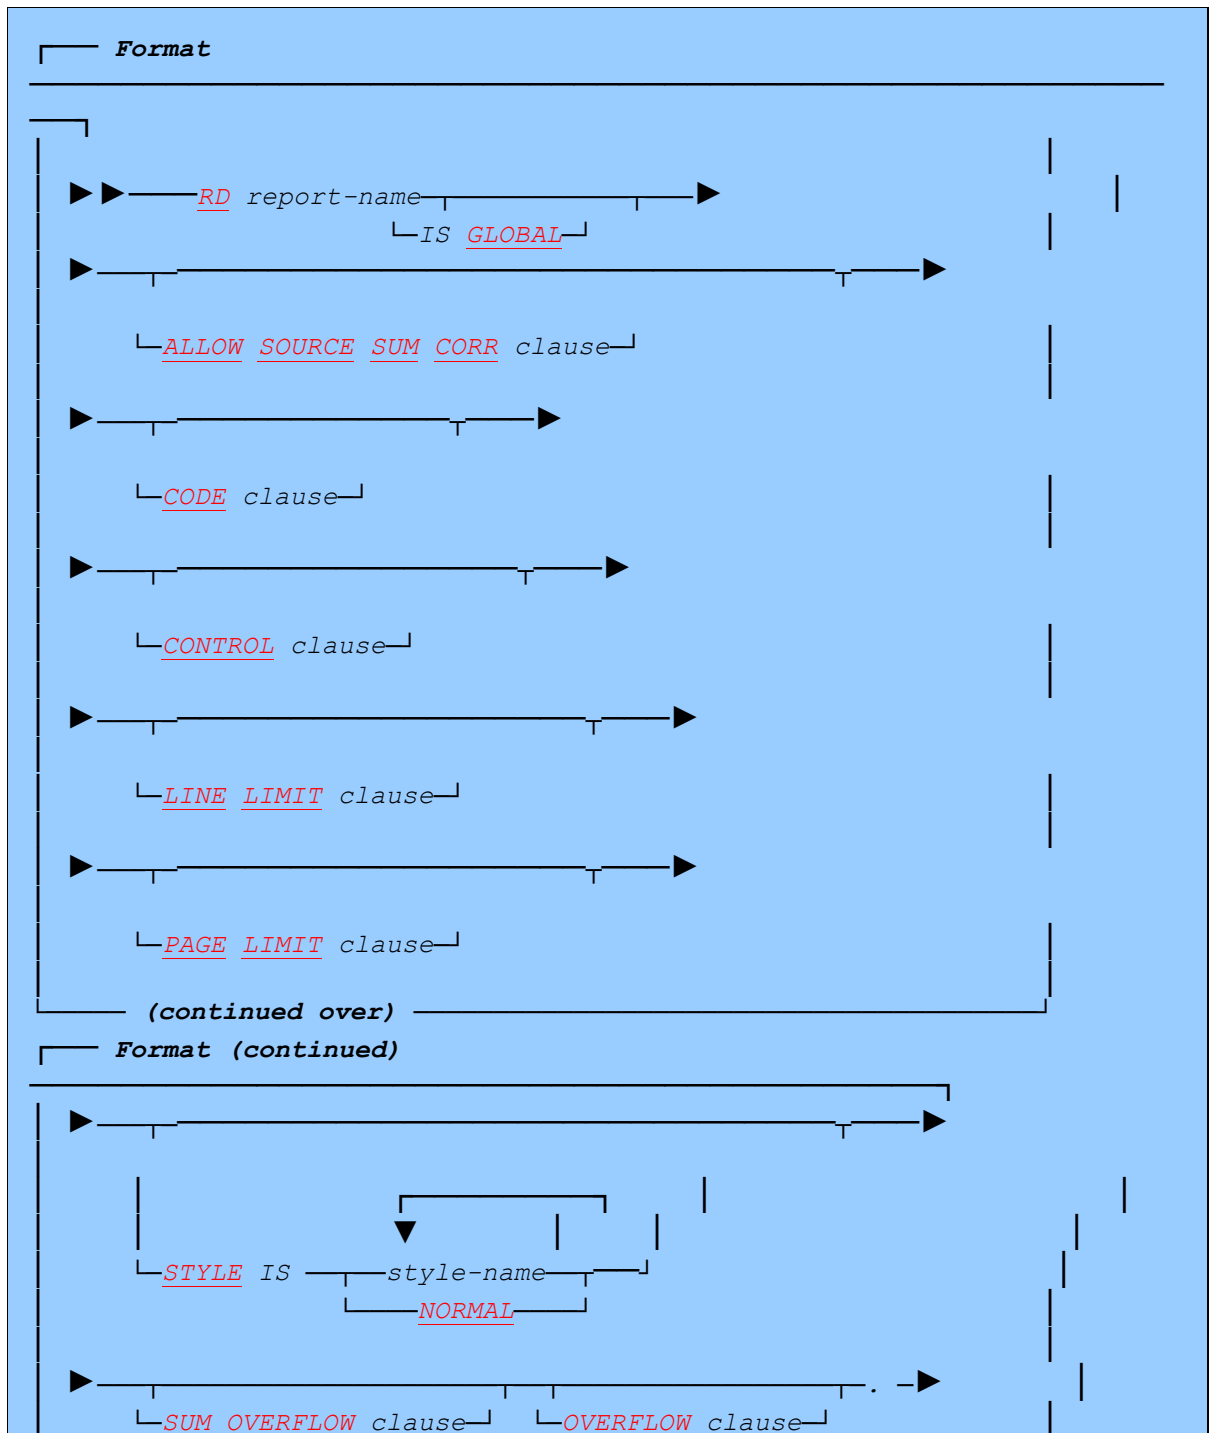 Format
RD report-name
IS GLOBAL
ALLOW SOURCE SUM CORR clause
CODE clause
CONTROL clause
LINE LIMIT clause
PAGE LIMIT clause
(continued over)
Format (continued)
STYLE IS style-name
NORMAL
.
SUM OVERFLOW clause OVERFLOW clause